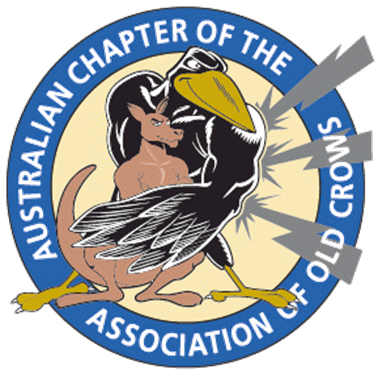 AUSTRALIAN CHAPTER OF THE
ASSOCIATION OF OLD CROWS